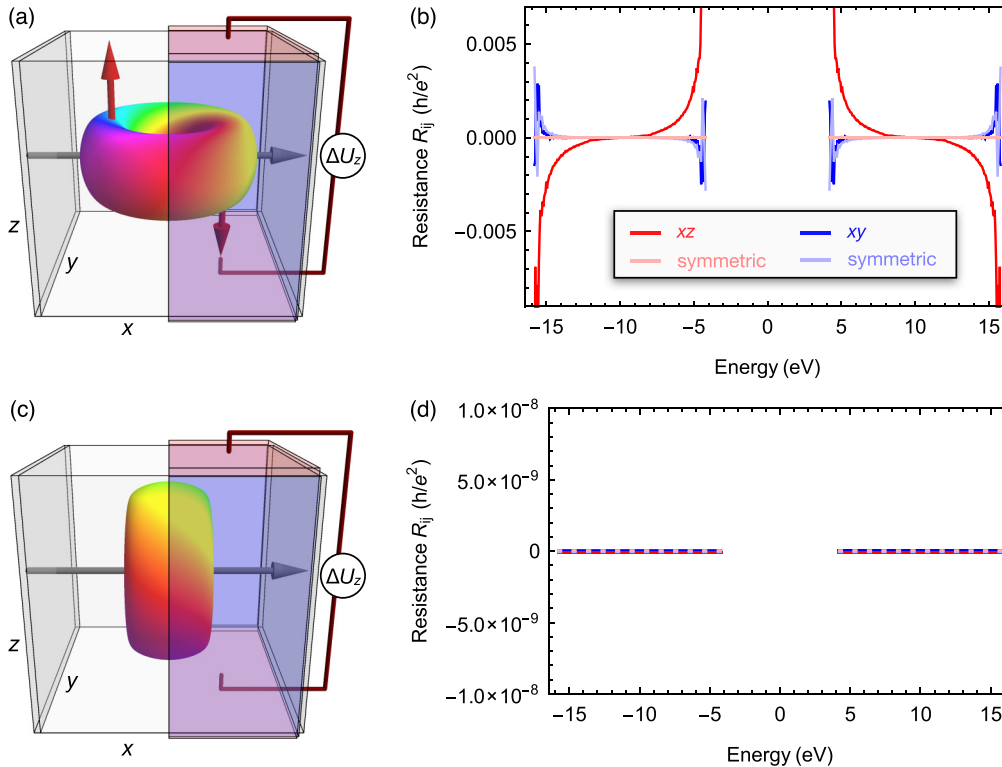 (a)
ΔU_z
z
y
x
(b)
Resistance R_ij (h/e²)
0.005
0.000
−0.005
xz
xy
symmetric
symmetric
−15 −10 −5 0 5 10 15
Energy (eV)
(c)
ΔU_z
z
y
x
(d)
Resistance R_ij (h/e²)
1.0×10⁻⁸
5.0×10⁻⁹
0
−5.0×10⁻⁹
−1.0×10⁻⁸
−15 −10 −5 0 5 10 15
Energy (eV)